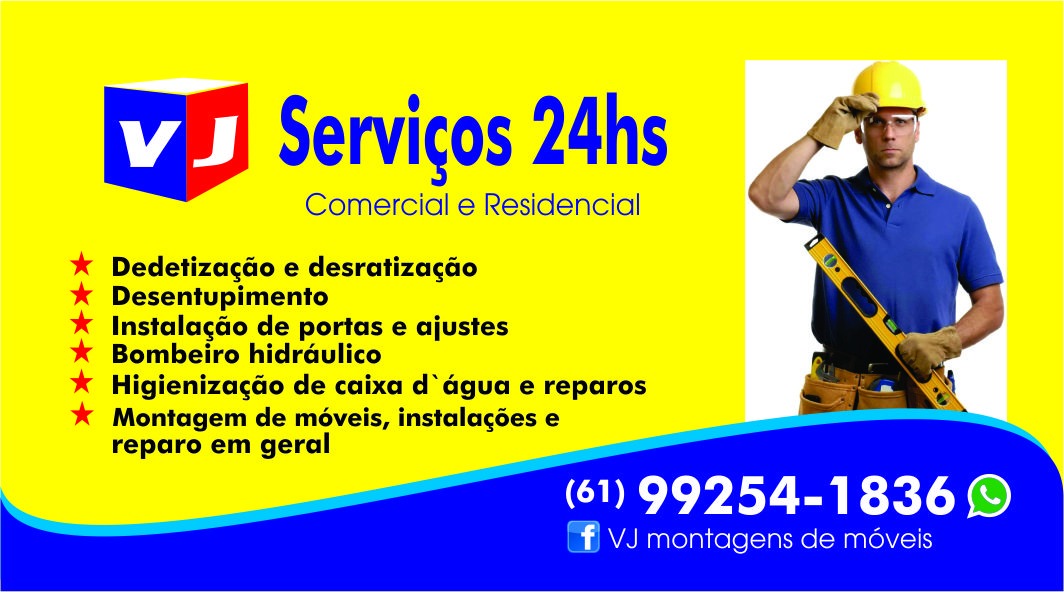 VJ
Serviços 24hs
Comercial e Residencial
Dedetização e desratização
Desentupimento
Instalação de portas e ajustes
Bombeiro hidráulico
Higienização de caixa d`água e reparos
Montagem de móveis, instalações e
reparo em geral
(61) 99254-1836
f VJ montagens de móveis